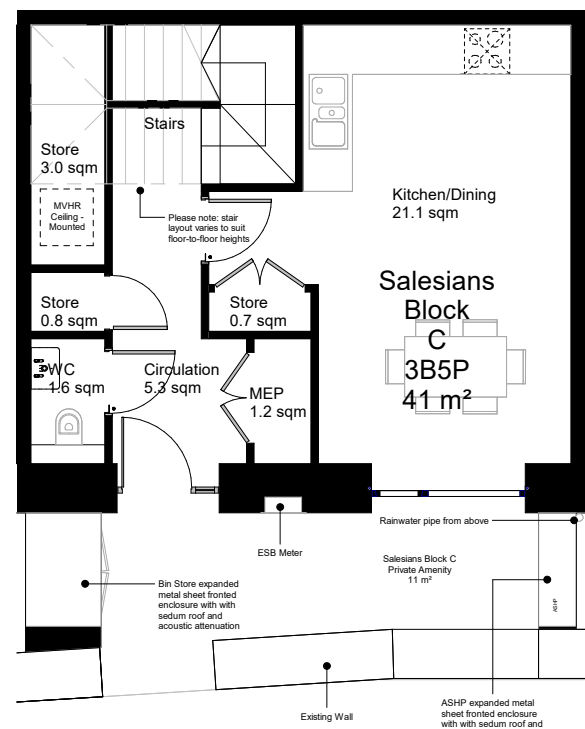 Stairs
Store
3.0 sqm
MVHR
Ceiling -
Mounted
Please note: stair
layout varies to suit
floor-to-floor heights
Kitchen/Dining
21.1 sqm
Salesians
Block
C
3B5P
41 m²
Store
0.8 sqm
Store
0.7 sqm
WC
1.6 sqm
Circulation
5.3 sqm
MEP
1.2 sqm
Rainwater pipe from above
ESB Meter
Salesians Block C
Private Amenity
11 m²
Bin Store expanded
metal sheet fronted
enclosure with with
sedum roof and
acoustic attenuation
ASHP
Existing Wall
ASHP expanded metal
sheet fronted enclosure
with with sedum roof and